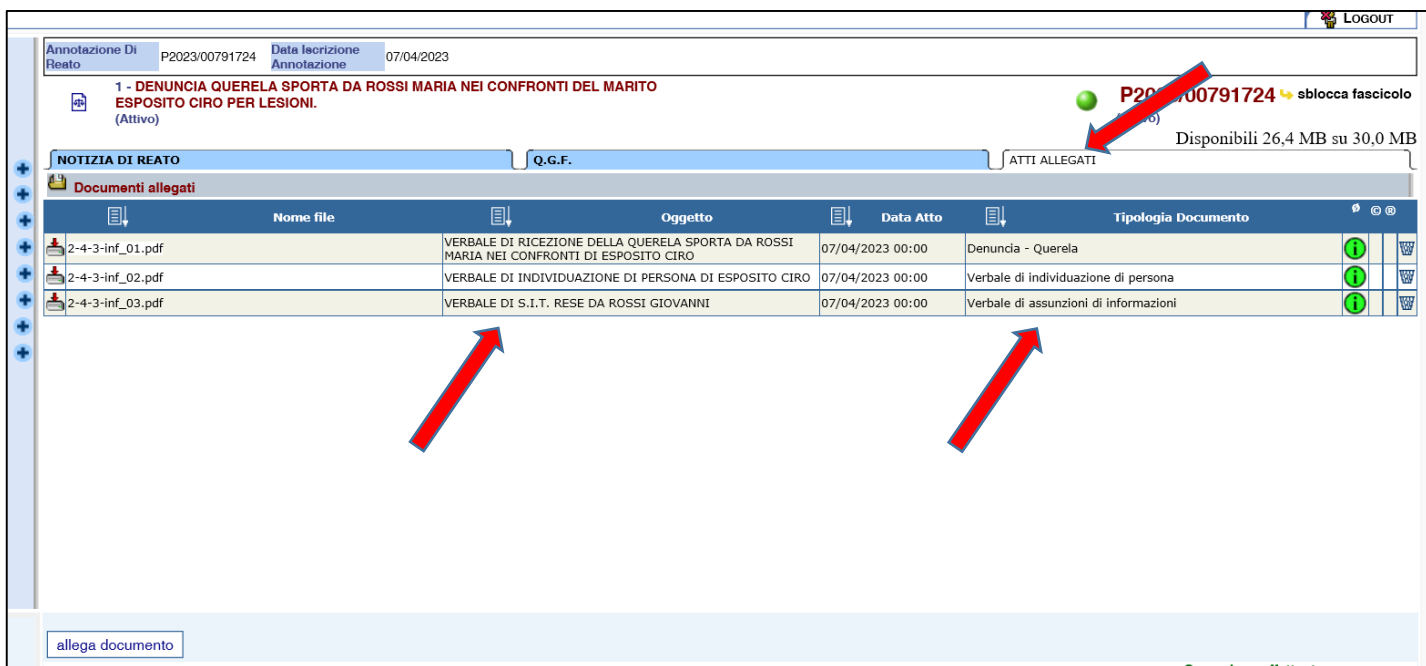 LOGOUT
Annotazione Di Reato P2023/00791724 Data Iscrizione Annotazione 07/04/2023
1 - DENUNCIA QUERELA SPORTA DA ROSSI MARIA NEI CONFRONTI DEL MARITO
ESPOSITO CIRO PER LESIONI.
(Attivo)
/00791724 sblocca fascicolo
Disponibili 26,4 MB su 30,0 MB
NOTIZIA DI REATO Q.G.F. ATTI ALLEGATI
Documenti allegati
Nome file Oggetto Data Atto Tipologia Documento Ø © ®
2-4-3-inf_01.pdf VERBALE DI RICEZIONE DELLA QUERELA SPORTA DA ROSSI MARIA NEI CONFRONTI DI ESPOSITO CIRO 07/04/2023 00:00 Denuncia - Querela
2-4-3-inf_02.pdf VERBALE DI INDIVIDUAZIONE DI PERSONA DI ESPOSITO CIRO 07/04/2023 00:00 Verbale di individuazione di persona
2-4-3-inf_03.pdf VERBALE DI S.I.T. RESE DA ROSSI GIOVANNI 07/04/2023 00:00 Verbale di assunzioni di informazioni
allega documento